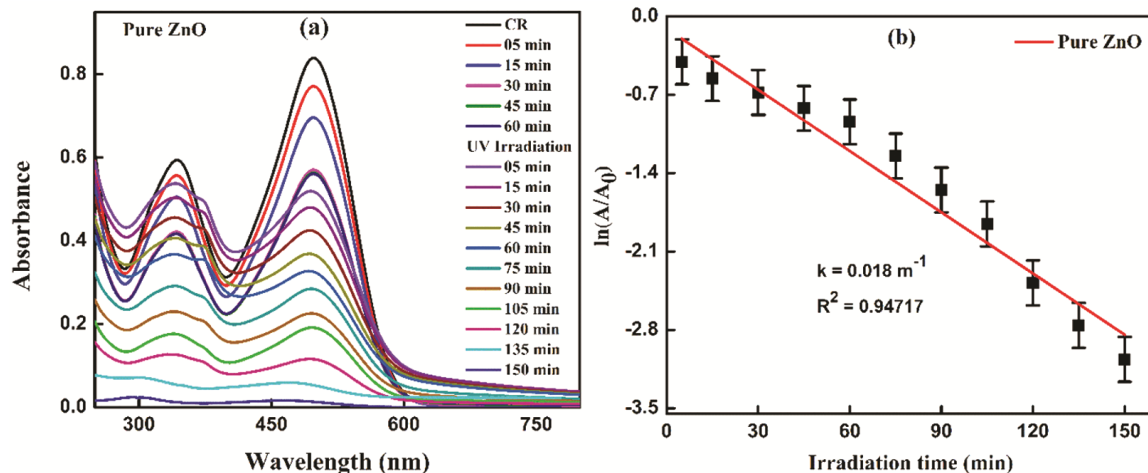 Pure ZnO
(a)
CR
05 min
15 min
30 min
45 min
60 min
UV Irradiation
05 min
15 min
30 min
45 min
60 min
75 min
90 min
105 min
120 min
135 min
150 min
0.8
0.6
0.4
0.2
0.0
Absorbance
300
450
600
750
Wavelength (nm)
(b)
Pure ZnO
0.0
-0.7
-1.4
-2.1
-2.8
-3.5
ln(A/A₀)
k = 0.018 m⁻¹
R² = 0.94717
0
30
60
90
120
150
Irradiation time (min)